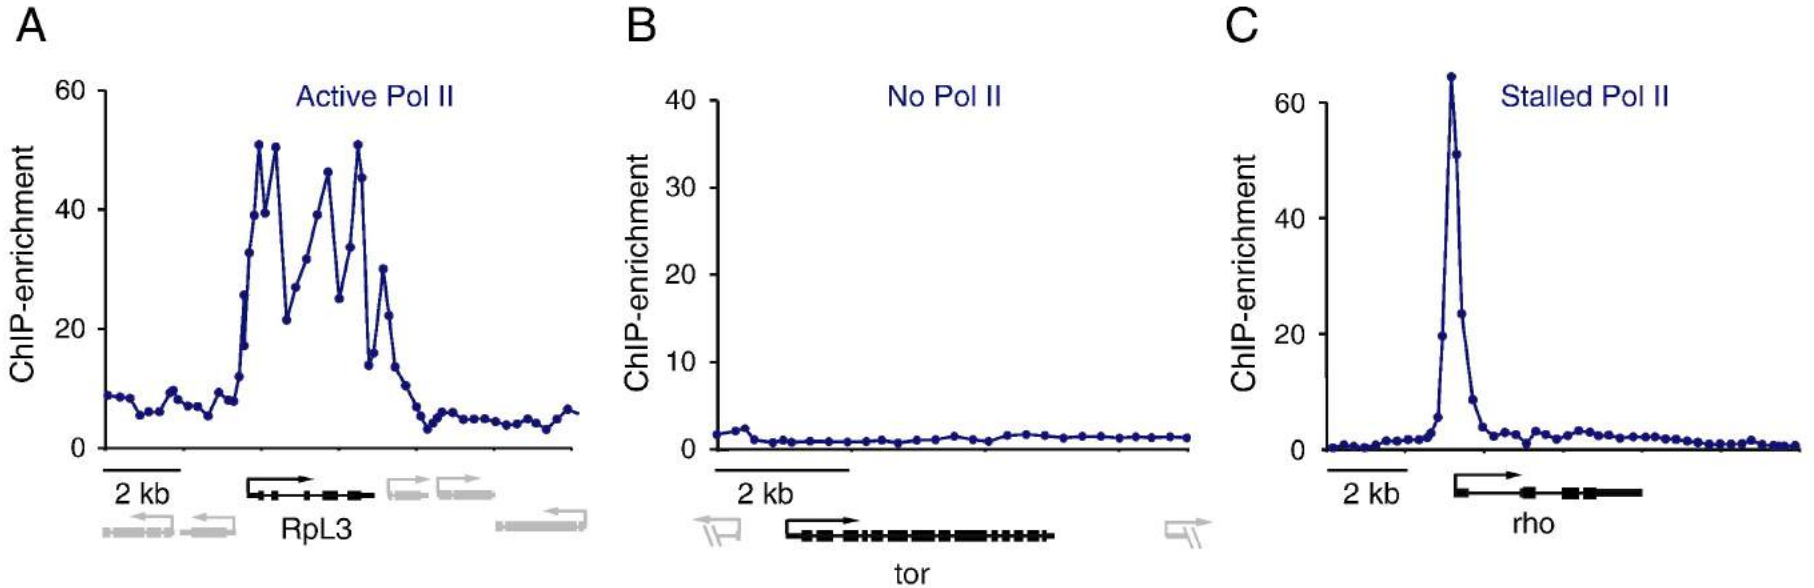 A
Active Pol II
ChIP-enrichment
60
40
20
0
2 kb
RpL3
B
No Pol II
ChIP-enrichment
40
30
20
10
0
2 kb
tor
C
Stalled Pol II
ChIP-enrichment
60
40
20
0
2 kb
rho